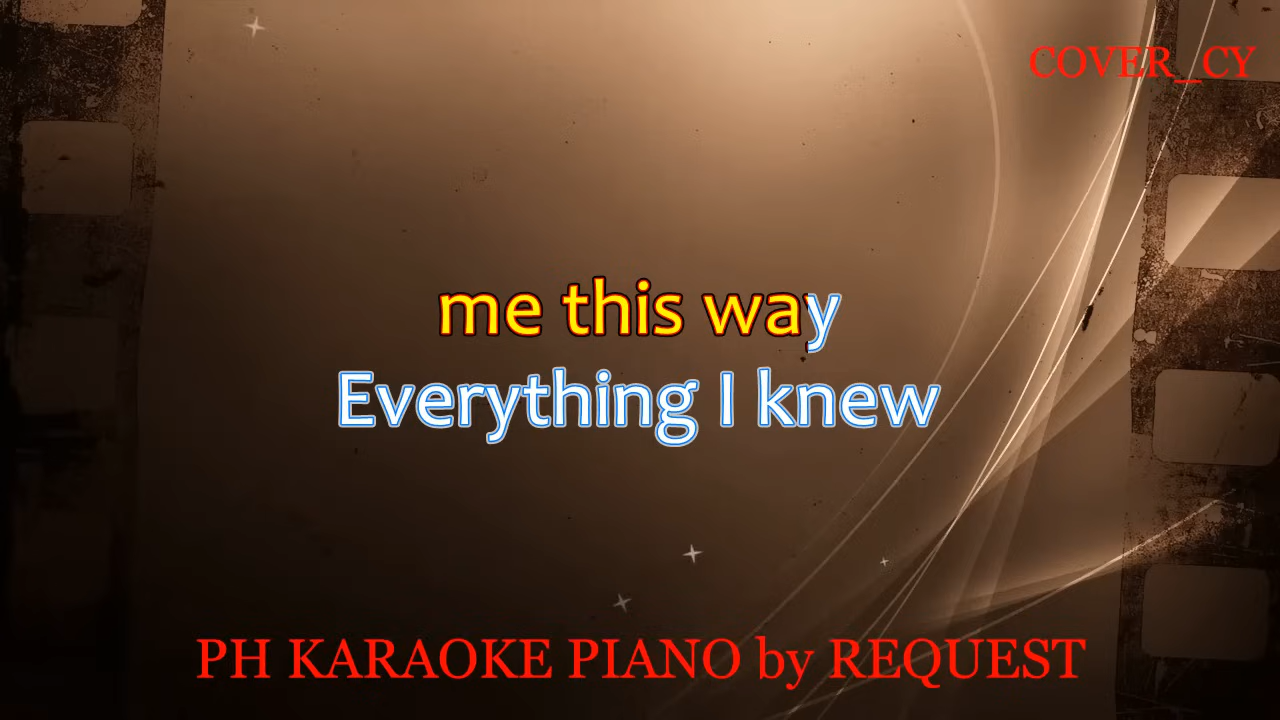 COVER_CY
me this way
Everything I knew
PH KARAOKE PIANO by REQUEST